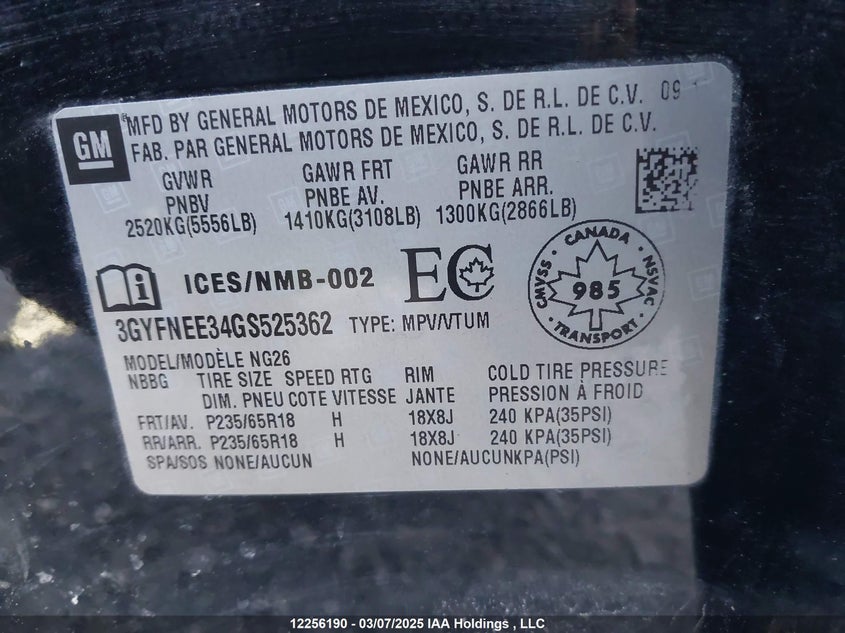 GM
"MFD BY GENERAL MOTORS DE MEXICO, S. DE R.L. DE C.V. 09
FAB. PAR GENERAL MOTORS DE MEXICO, S. DE R.L. DE C.V.
GVWR GAWR FRT GAWR RR
PNBV PNBE AV. PNBE ARR.
2520KG(5556LB) 1410KG(3108LB) 1300KG(2866LB)
i ICES/NMB-002 EC
CANADA
CMVSS 985 NSVAC
TRANSPORT
3GYFNEE34GS525362 TYPE: MPV/VTUM
MODEL/MODÈLE NG26
NBBG TIRE SIZE SPEED RTG RIM COLD TIRE PRESSURE
DIM. PNEU COTE VITESSE JANTE PRESSION À FROID
FRT/AV. P235/65R18 H 18X8J 240 KPA(35PSI)
RR/ARR. P235/65R18 H 18X8J 240 KPA(35PSI)
SPA/SOS NONE/AUCUN NONE/AUCUNKPA(PSI)
12256190 - 03/07/2025 IAA Holdings , LLC